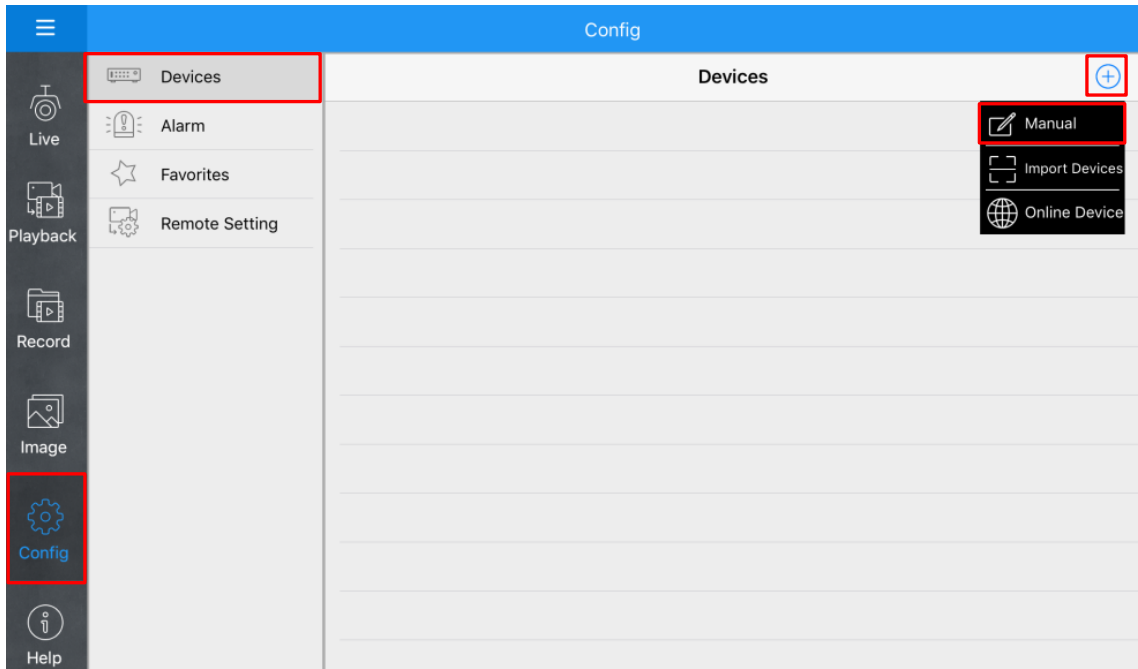 Config
Live
Playback
Record
Image
Config
Help
Devices
Alarm
Favorites
Remote Setting
Devices
Manual
Import Devices
Online Device